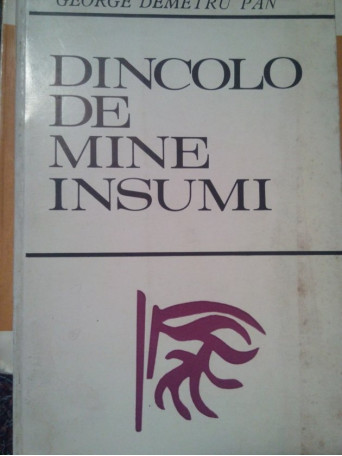 GEORGE DEMETRU PAN
DINCOLO
DE
MINE
INSUMI